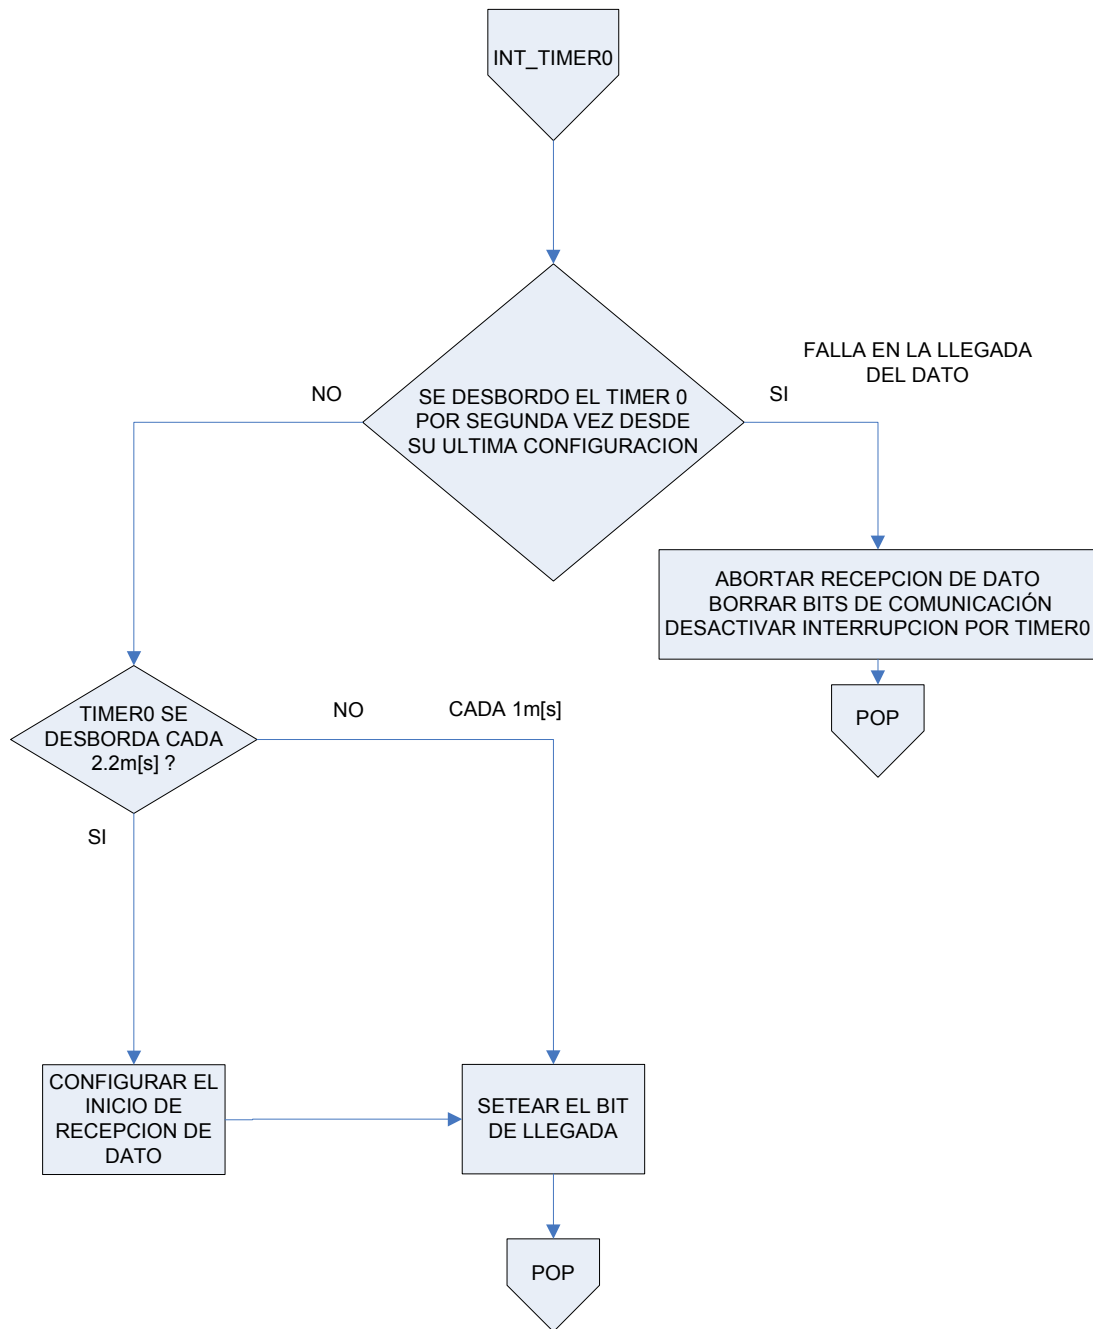 INT_TIMER0
FALLA EN LA LLEGADA
DEL DATO
NO
SE DESBORDO EL TIMER 0
POR SEGUNDA VEZ DESDE
SU ULTIMA CONFIGURACION
SI
ABORTAR RECEPCION DE DATO
BORRAR BITS DE COMUNICACIÓN
DESACTIVAR INTERRUPCION POR TIMER0
POP
TIMER0 SE
DESBORDA CADA
2.2m[s] ?
NO
CADA 1m[s]
SI
CONFIGURAR EL
INICIO DE
RECEPCION DE
DATO
SETEAR EL BIT
DE LLEGADA
POP